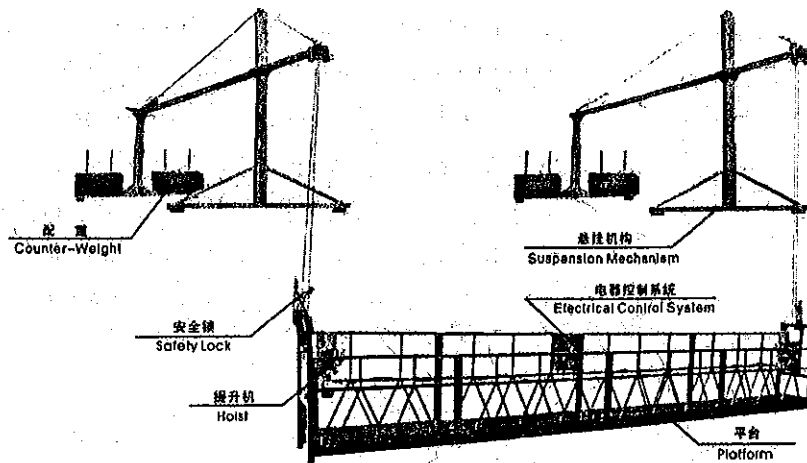 配 重
Counter-Weight
悬挂机构
Suspension Mechanism
安全锁
Safety Lock
电器控制系统
Electrical Control System
提升机
Hoist
平台
Platform